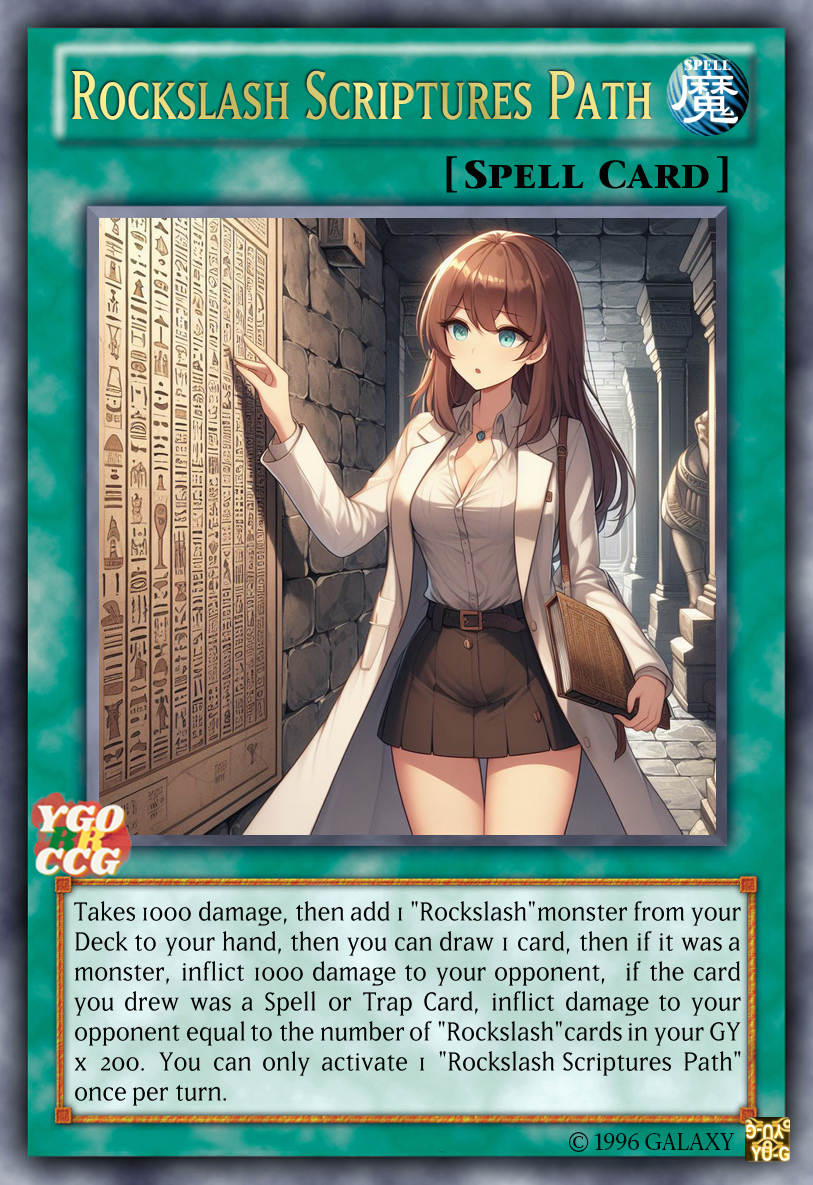 Rockslash Scriptures Path
SPELL
魔
[Spell Card]
YGO
CCG
Takes 1000 damage, then add 1 "Rockslash"monster from your
Deck to your hand, then you can draw 1 card, then if it was a
monster, inflict 1000 damage to your opponent, if the card
you drew was a Spell or Trap Card, inflict damage to your
opponent equal to the number of "Rockslash"cards in your GY
x 200. You can only activate 1 "Rockslash Scriptures Path"
once per turn.
© 1996 GALAXY
YU-G